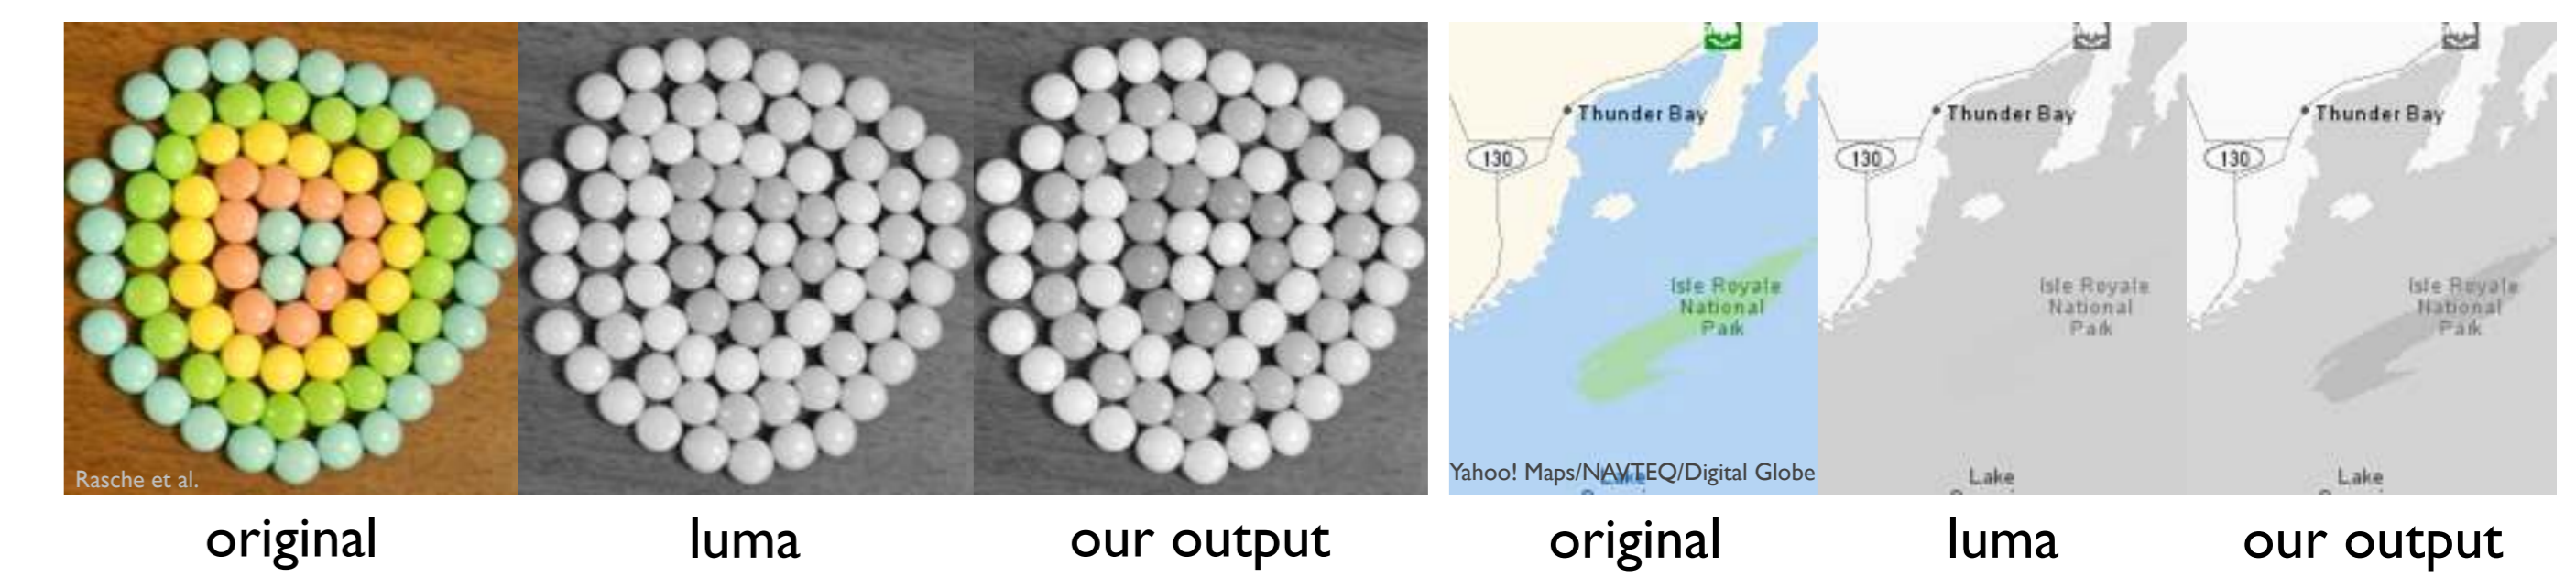 Rasche et al.
Thunder Bay
130
Isle Royale
National
Park
Yahoo! Maps/NAVTEQ/Digital Globe
Lake
Thunder Bay
130
Isle Royale
National
Park
Lake
Thunder Bay
130
Isle Royale
National
Park
Lake
original
luma
our output
original
luma
our output